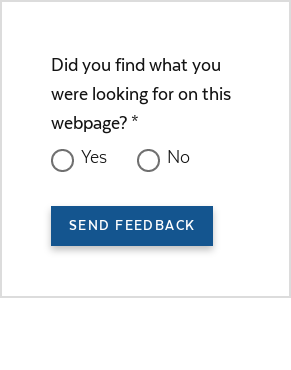 Did you find what you
were looking for on this
webpage? *
Yes No
SEND FEEDBACK